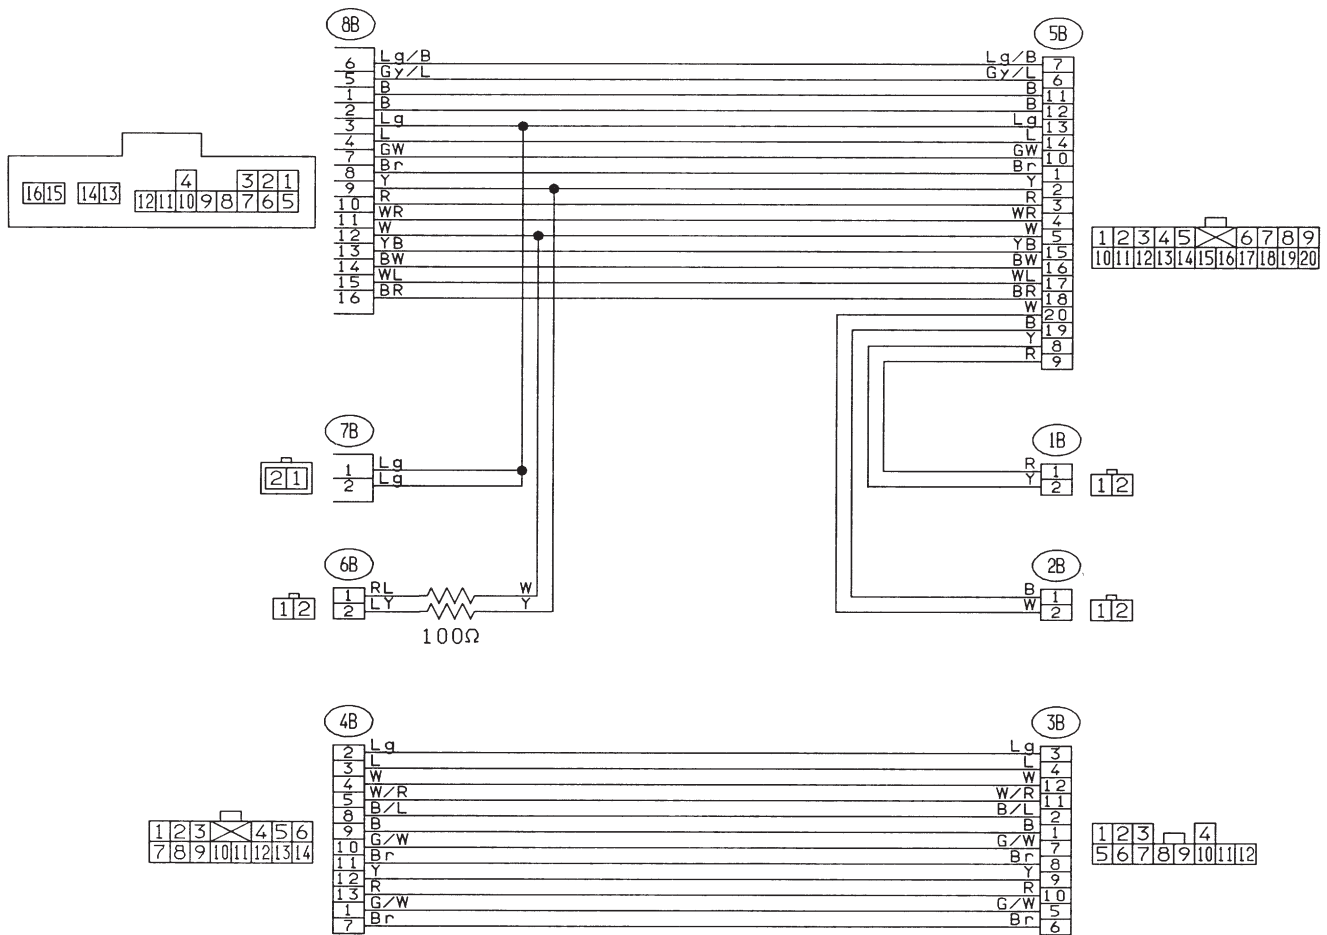 8B
5B
6 Lg/B Lg/B 7
5 Gy/L Gy/L 6
1 B B 11
2 B B 12
3 Lg Lg 13
4 L L 14
7 GW GW 10
8 Br Br 1
9 Y Y 2
10 R R 3
11 WR WR 4
12 W W 5
13 YB YB 15
14 BW BW 16
15 WL WL 17
16 BR BR 18
W 20
B 19
Y 8
R 9
4 3 2 1
16 15 14 13 12 11 10 9 8 7 6 5
1 2 3 4 5 6 7 8 9
10 11 12 13 14 15 16 17 18 19 20
7B
1 Lg
2 Lg
2 1
1B
R 1
Y 2
1 2
6B
1 RL W
2 LY Y
100Ω
1 2
2B
B 1
W 2
1 2
4B
3B
2 Lg Lg 3
3 L L 4
4 W W 12
5 W/R W/R 11
8 B/L B/L 2
9 B B 1
10 G/W G/W 7
11 Br Br 8
12 Y Y 9
13 R R 10
1 G/W G/W 5
7 Br Br 6
1 2 3 4 5 6
7 8 9 10 11 12 13 14
1 2 3 4
5 6 7 8 9 10 11 12